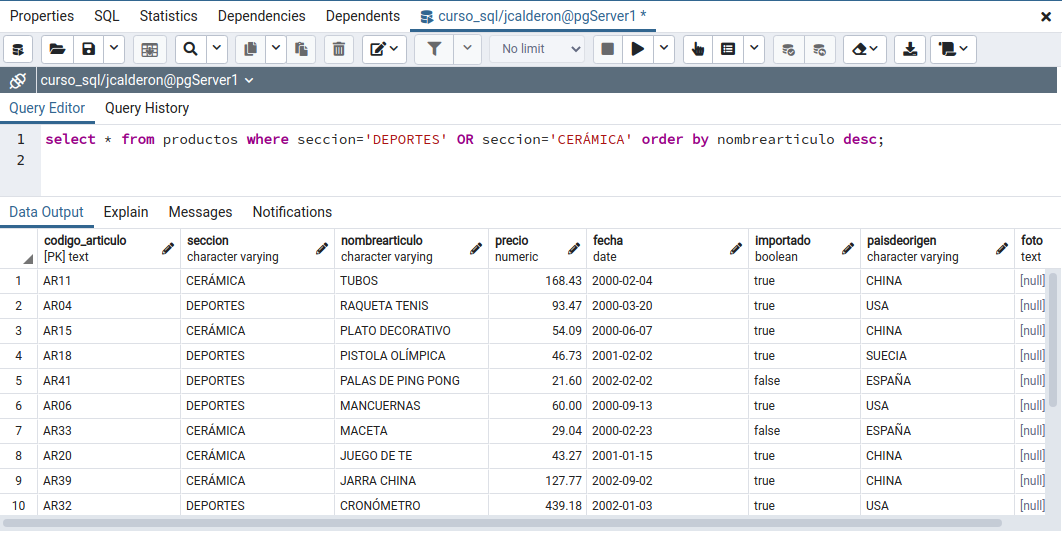 Properties SQL Statistics Dependencies Dependents curso_sql/jcalderon@pgServer1 *
No limit
curso_sql/jcalderon@pgServer1
Query Editor Query History
1 select * from productos where seccion='DEPORTES' OR seccion='CERÁMICA' order by nombrearticulo desc;
2
Data Output Explain Messages Notifications
codigo_articulo seccion nombrearticulo precio fecha importado paisdeorigen foto
[PK] text character varying character varying numeric date boolean character varying text
1 AR11 CERÁMICA TUBOS 168.43 2000-02-04 true CHINA [null]
2 AR04 DEPORTES RAQUETA TENIS 93.47 2000-03-20 true USA [null]
3 AR15 CERÁMICA PLATO DECORATIVO 54.09 2000-06-07 true CHINA [null]
4 AR18 DEPORTES PISTOLA OLÍMPICA 46.73 2001-02-02 true SUECIA [null]
5 AR41 DEPORTES PALAS DE PING PONG 21.60 2002-02-02 false ESPAÑA [null]
6 AR06 DEPORTES MANCUERNAS 60.00 2000-09-13 true USA [null]
7 AR33 CERÁMICA MACETA 29.04 2000-02-23 false ESPAÑA [null]
8 AR20 CERÁMICA JUEGO DE TE 43.27 2001-01-15 true CHINA [null]
9 AR39 CERÁMICA JARRA CHINA 127.77 2002-09-02 true CHINA [null]
10 AR32 DEPORTES CRONÓMETRO 439.18 2002-01-03 true USA [null]